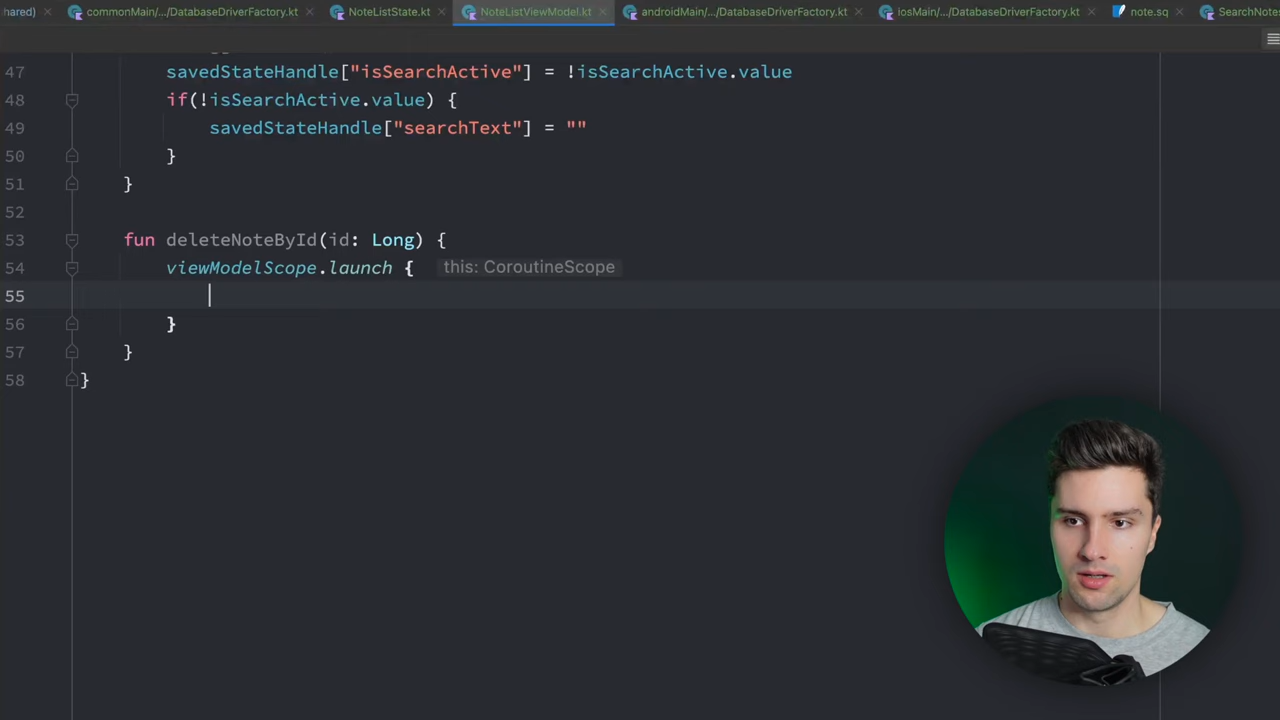 shared) commonMain/.../DatabaseDriverFactory.kt NoteListState.kt NoteListViewModel.kt androidMain/.../DatabaseDriverFactory.kt iosMain/.../DatabaseDriverFactory.kt note.sq SearchNotes
47 savedStateHandle["isSearchActive"] = !isSearchActive.value
48 if(!isSearchActive.value) {
49 savedStateHandle["searchText"] = ""
50 }
51 }
52
53 fun deleteNoteById(id: Long) {
54 viewModelScope.launch { this: CoroutineScope
55
56 }
57 }
58 }